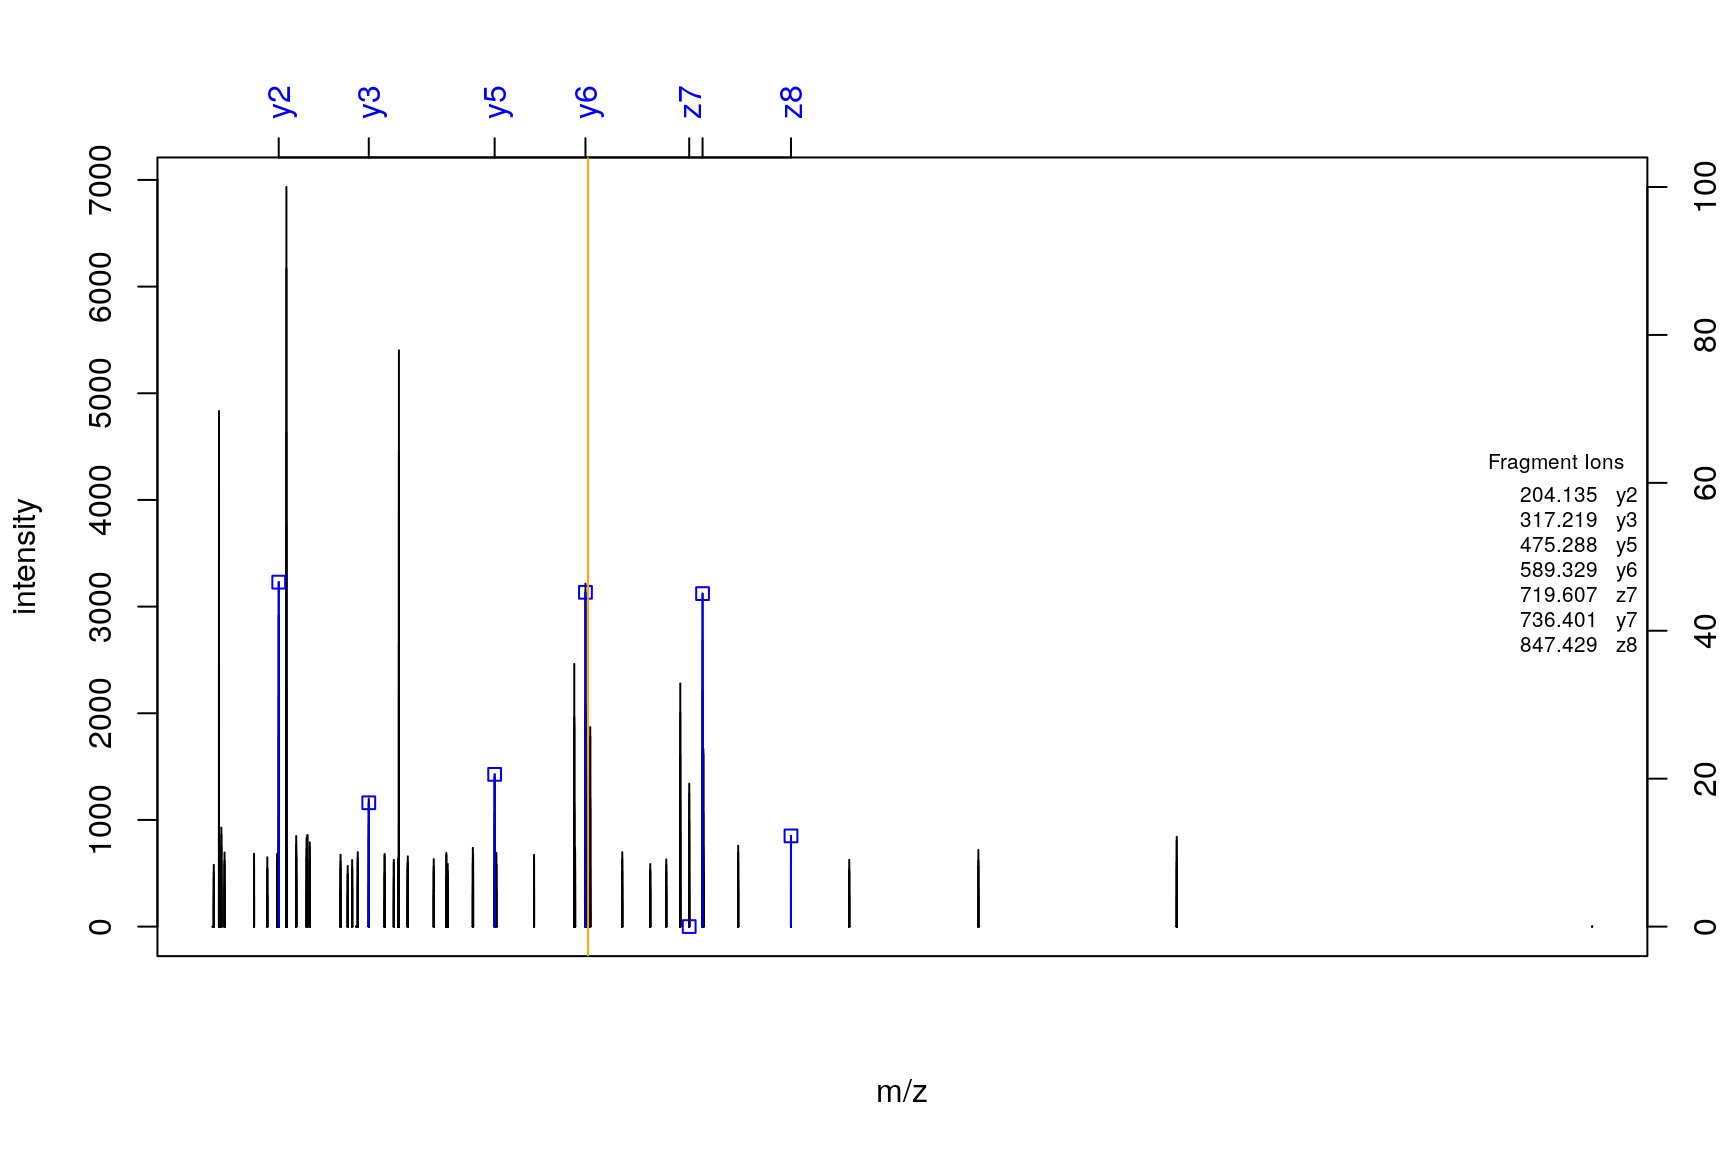 y2 y3 y5 y6 z7 z8
7000
6000
5000
4000
3000
2000
1000
0
intensity
100
80
60
40
20
0
Fragment Ions
204.135 y2
317.219 y3
475.288 y5
589.329 y6
719.607 z7
736.401 y7
847.429 z8
m/z